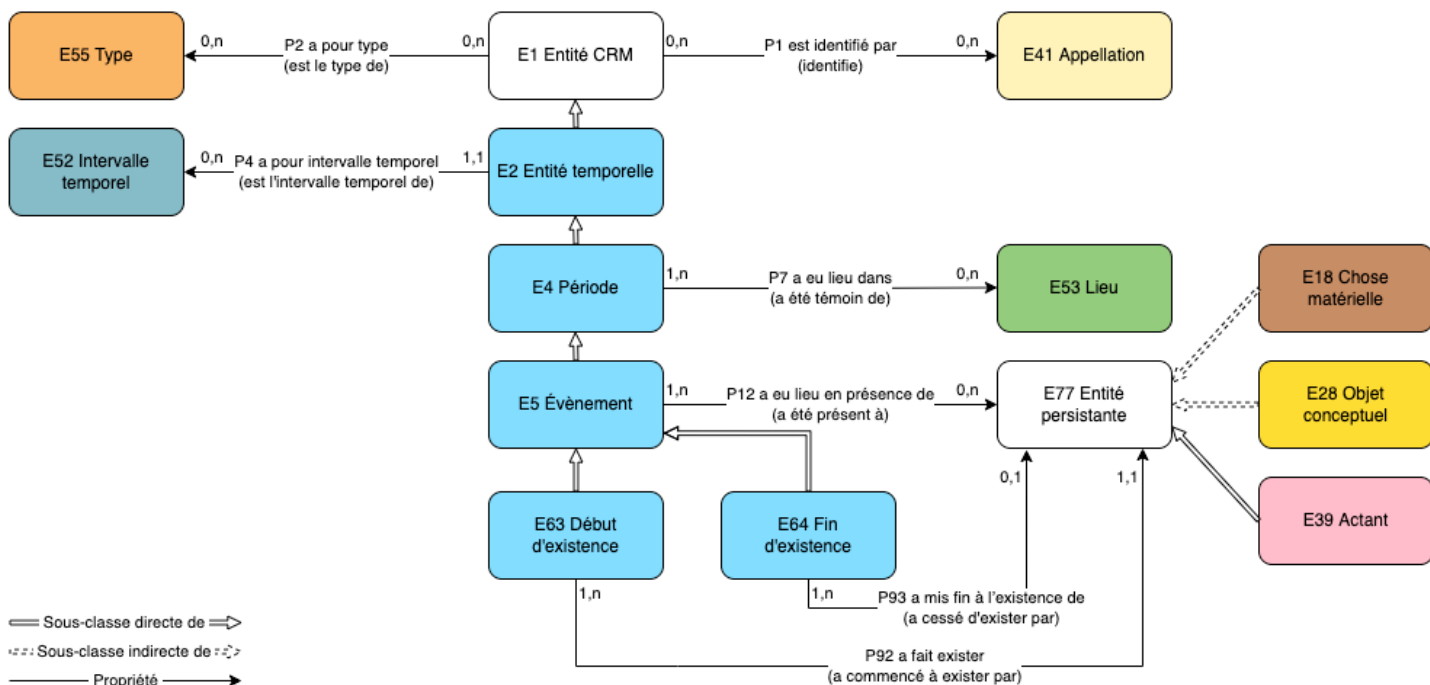 E55 Type
0,n
P2 a pour type
(est le type de)
0,n
E1 Entité CRM
0,n
P1 est identifié par
(identifie)
0,n
E41 Appellation
E52 Intervalle
temporel
0,n
P4 a pour intervalle temporel
(est l'intervalle temporel de)
1,1
E2 Entité temporelle
E4 Période
1,n
P7 a eu lieu dans
(a été témoin de)
0,n
E53 Lieu
E18 Chose
matérielle
E5 Évènement
1,n
P12 a eu lieu en présence de
(a été présent à)
0,n
E77 Entité
persistante
E28 Objet
conceptuel
0,1
1,1
E63 Début
d'existence
E64 Fin
d'existence
E39 Actant
1,n
1,n
P93 a mis fin à l’existence de
(a cessé d'exister par)
P92 a fait exister
(a commencé à exister par)
Sous-classe directe de
Sous-classe indirecte de
Propriété